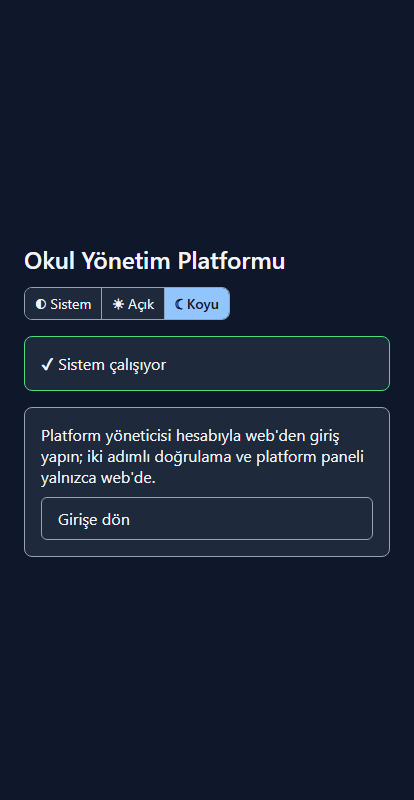 Okul Yönetim Platformu
Sistem
Açık
Koyu
✓ Sistem çalışıyor
Platform yöneticisi hesabıyla web'den giriş
yapın; iki adımlı doğrulama ve platform paneli
yalnızca web'de.
Girişe dön